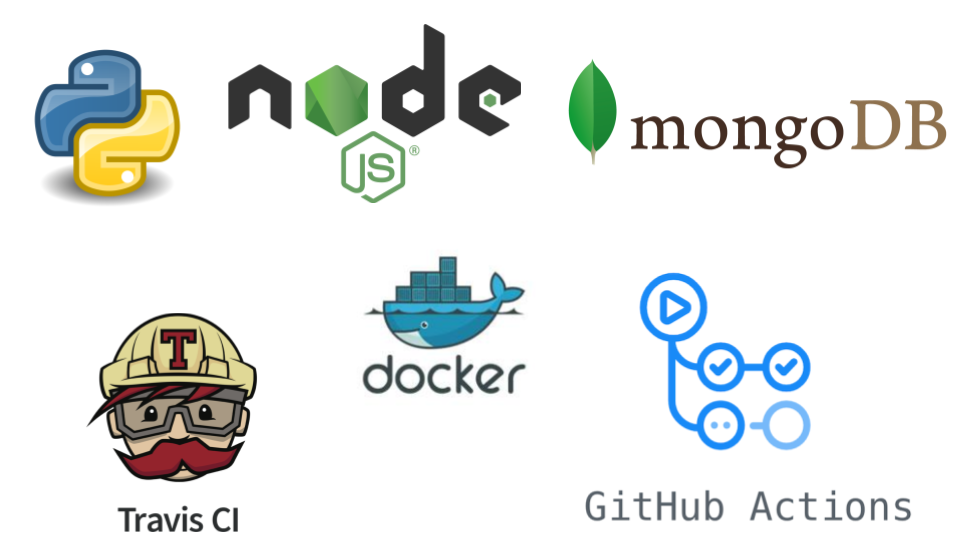 node
JS®
mongoDB
T
docker
Travis CI
GitHub Actions